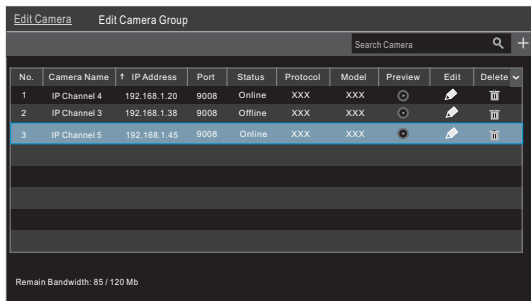 Edit Camera Edit Camera Group
Search Camera
No. Camera Name ↑ IP Address Port Status Protocol Model Preview Edit Delete
1 IP Channel 4 192.168.1.20 9008 Online XXX XXX
2 IP Channel 3 192.168.1.38 9008 Offline XXX XXX
3 IP Channel 5 192.168.1.45 9008 Online XXX XXX
Remain Bandwidth: 85 / 120 Mb